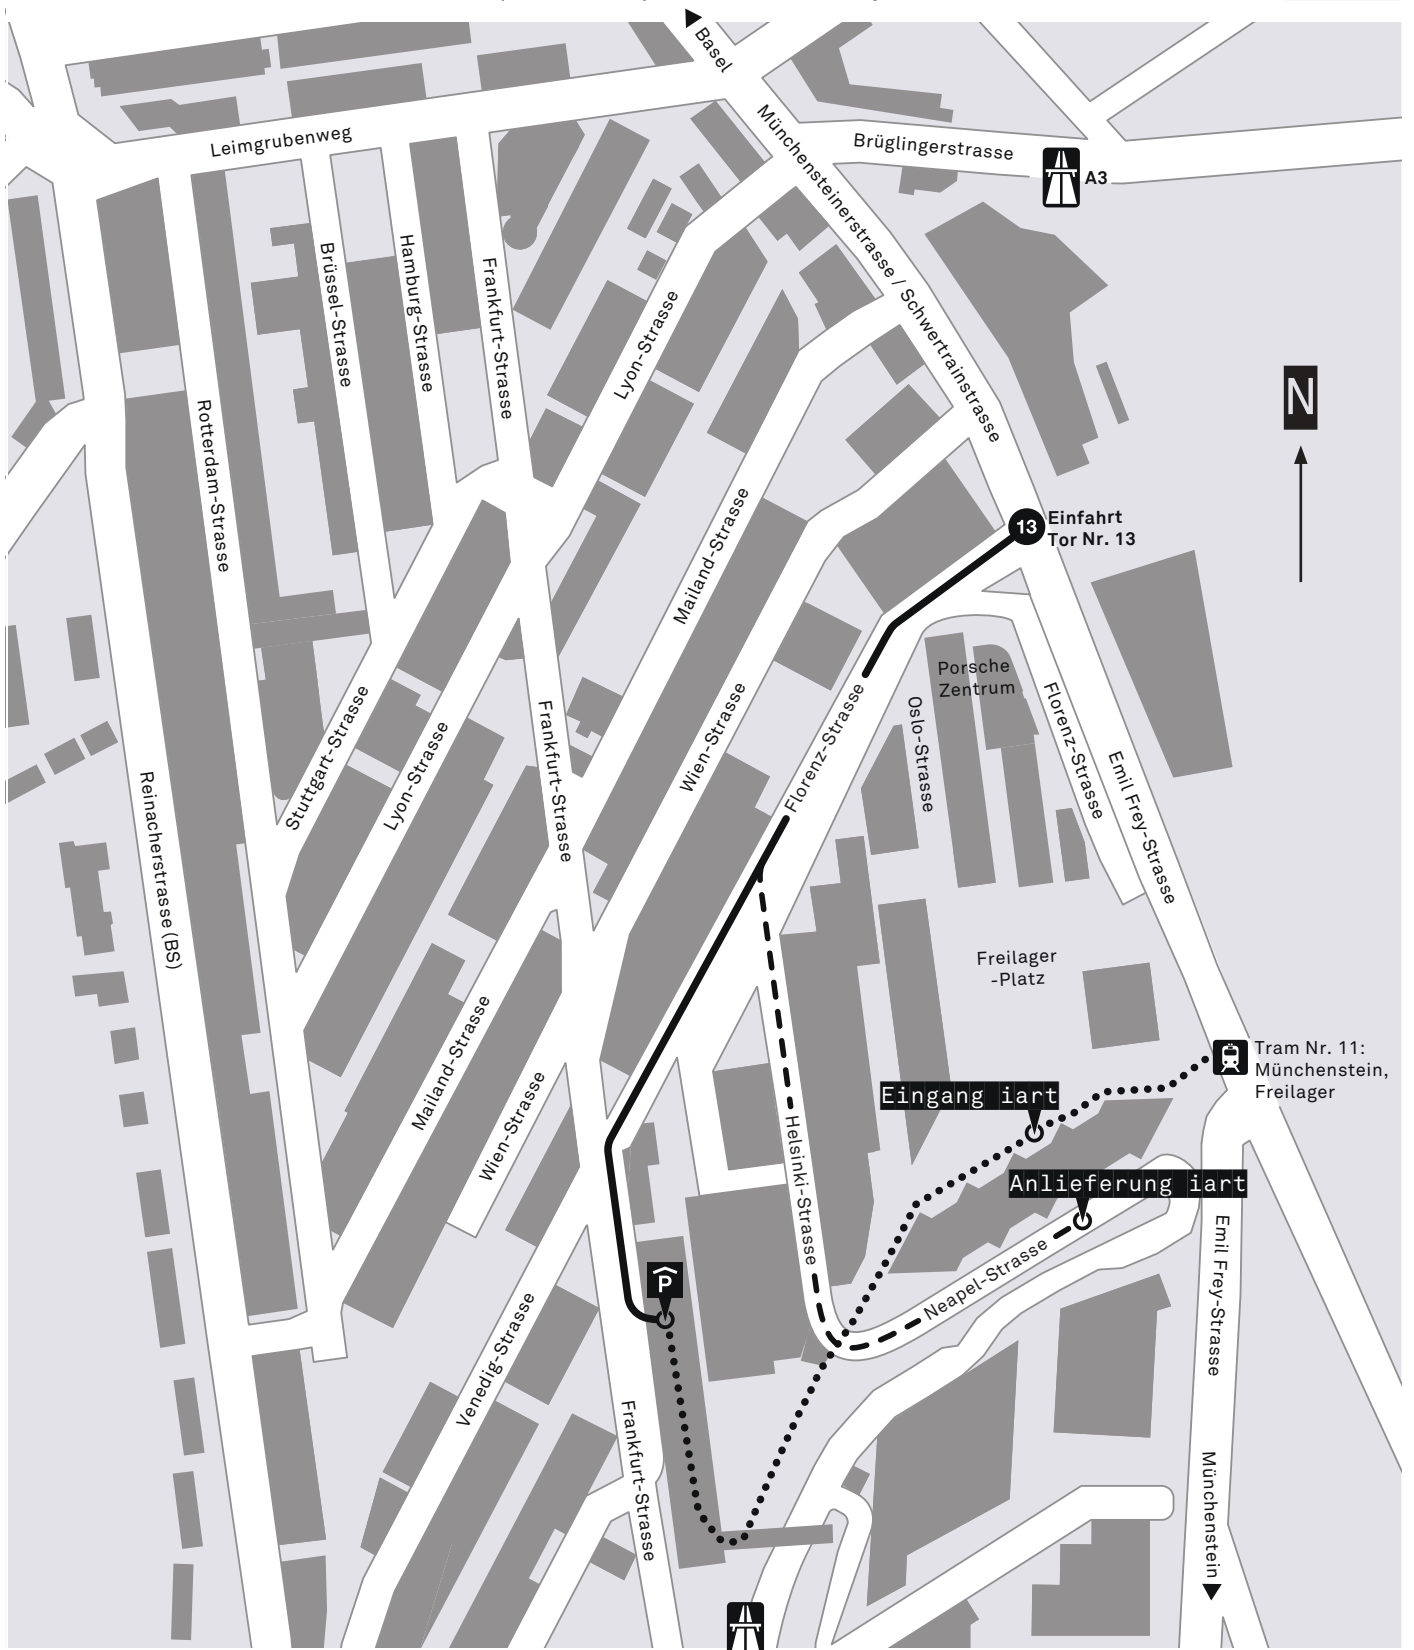 Basel
Leimgrubenweg
Münchensteinerstrasse / Schwertrainstrasse
Brüglingerstrasse
A3
Brüssel-Strasse
Hamburg-Strasse
Frankfurt-Strasse
Lyon-Strasse
Rotterdam-Strasse
N
Mailand-Strasse
13
Einfahrt
Tor Nr. 13
Porsche
Zentrum
Stuttgart-Strasse
Lyon-Strasse
Frankfurt-Strasse
Wien-Strasse
Florenz-Strasse
Oslo-Strasse
Florenz-Strasse
Emil Frey-Strasse
Reinacherstrasse (BS)
Freilager
-Platz
Mailand-Strasse
Wien-Strasse
Tram Nr. 11:
Münchenstein,
Freilager
Eingang iart
Helsinki-Strasse
Anlieferung iart
Neapel-Strasse
Emil Frey-Strasse
P
Venedig-Strasse
Frankfurt-Strasse
Münchenstein